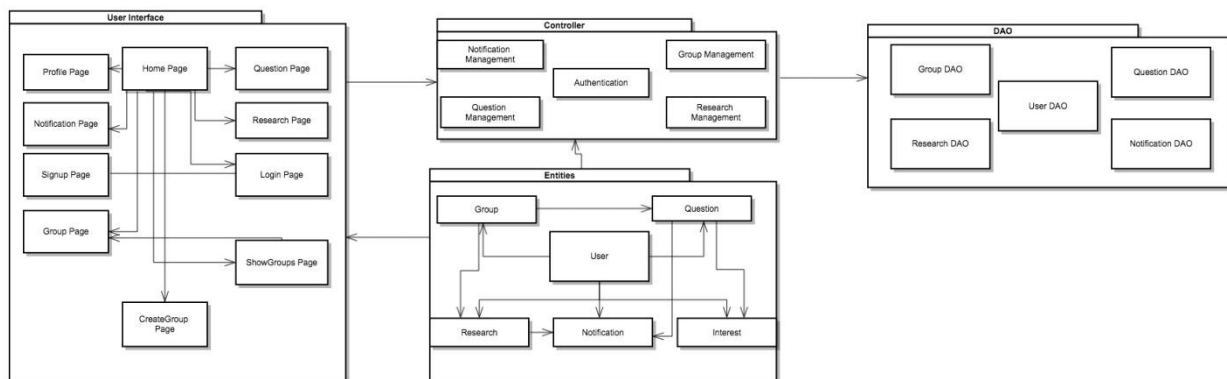 User Interface
Profile Page
Home Page
Question Page
Notification Page
Research Page
Signup Page
Login Page
Group Page
ShowGroups Page
CreateGroup
Page
Controller
Notification
Management
Group Management
Authentication
Question
Management
Research
Management
Entities
Group
Question
User
Research
Notification
Interest
DAO
Group DAO
Question DAO
User DAO
Research DAO
Notification DAO